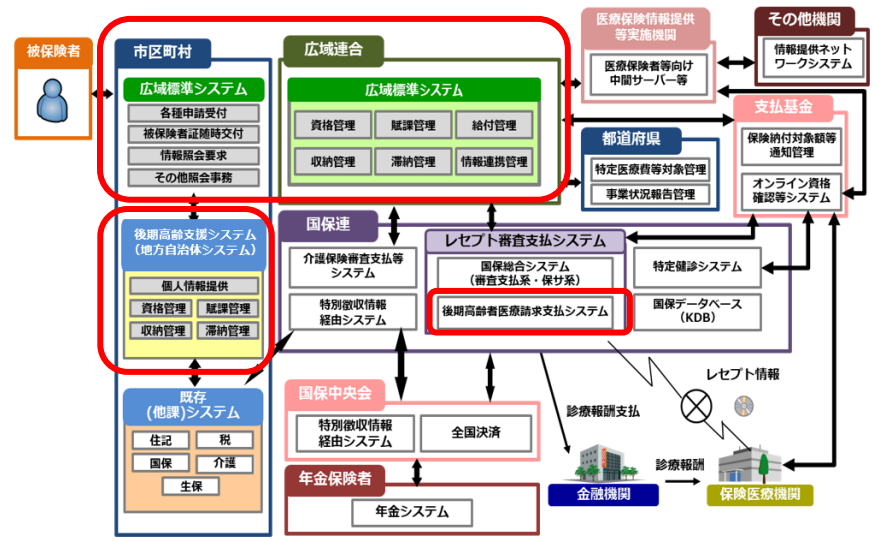 被保険者
市区町村
広域標準システム
各種申請受付
被保険者証随時交付
情報照会要求
その他照会事務
後期高齢支援システム
(地方自治体システム)
個人情報提供
資格管理
賦課管理
収納管理
滞納管理
既存
(他課)システム
住記
税
国保
介護
生保
広域連合
広域標準システム
資格管理
賦課管理
給付管理
収納管理
滞納管理
情報連携管理
医療保険情報提供
等実施機関
医療保険者等向け
中間サーバー等
その他機関
情報提供ネット
ワークシステム
都道府県
特定医療費等対象管理
事業状況報告管理
支払基金
保険納付対象額等
通知管理
オンライン資格
確認等システム
国保連
介護保険審査支払等
システム
特別徴収情報
経由システム
レセプト審査支払システム
国保総合システム
(審査支払系・保サ系)
後期高齢者医療請求支払システム
特定健診システム
国保データベース
(KDB)
国保中央会
特別徴収情報
経由システム
全国決済
年金保険者
年金システム
診療報酬支払
レセプト情報
金融機関
診療報酬
保険医療機関